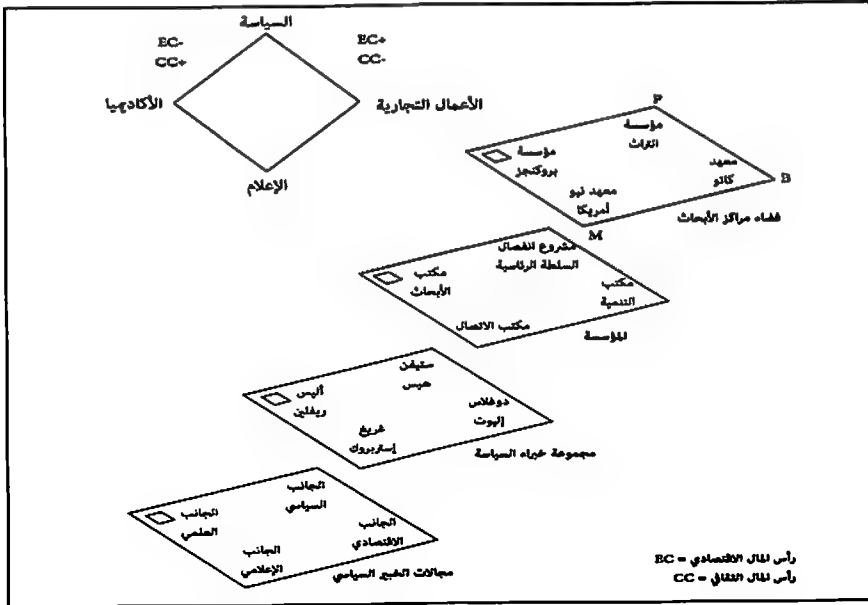 السياسة
EC-
CC+
EC+
CC-
الأكاديميا
الأعمال التجارية
الإعلام
P
مؤسسة
التراث
مؤسسة
بروكنجز
معهد
كاتو
B
معهد نيو
أمريكا
M
فضاء مراكز الأبحاث
مشروع انفصال
السلطة الرئاسية
مكتب
الأبحاث
مكتب
التنمية
مكتب الاتصال
المؤسسة
ستيفن
هيس
أليس
ريفلين
دوغلاس
إليوت
غريغ
إستربروك
مجموعة خبراء السياسة
الجانب
السياسي
الجانب
العلمي
الجانب
الاقتصادي
الجانب
الإعلامي
مجالات الخبير السياسي
رأس المال الاقتصادي = EC
رأس المال الثقافي = CC